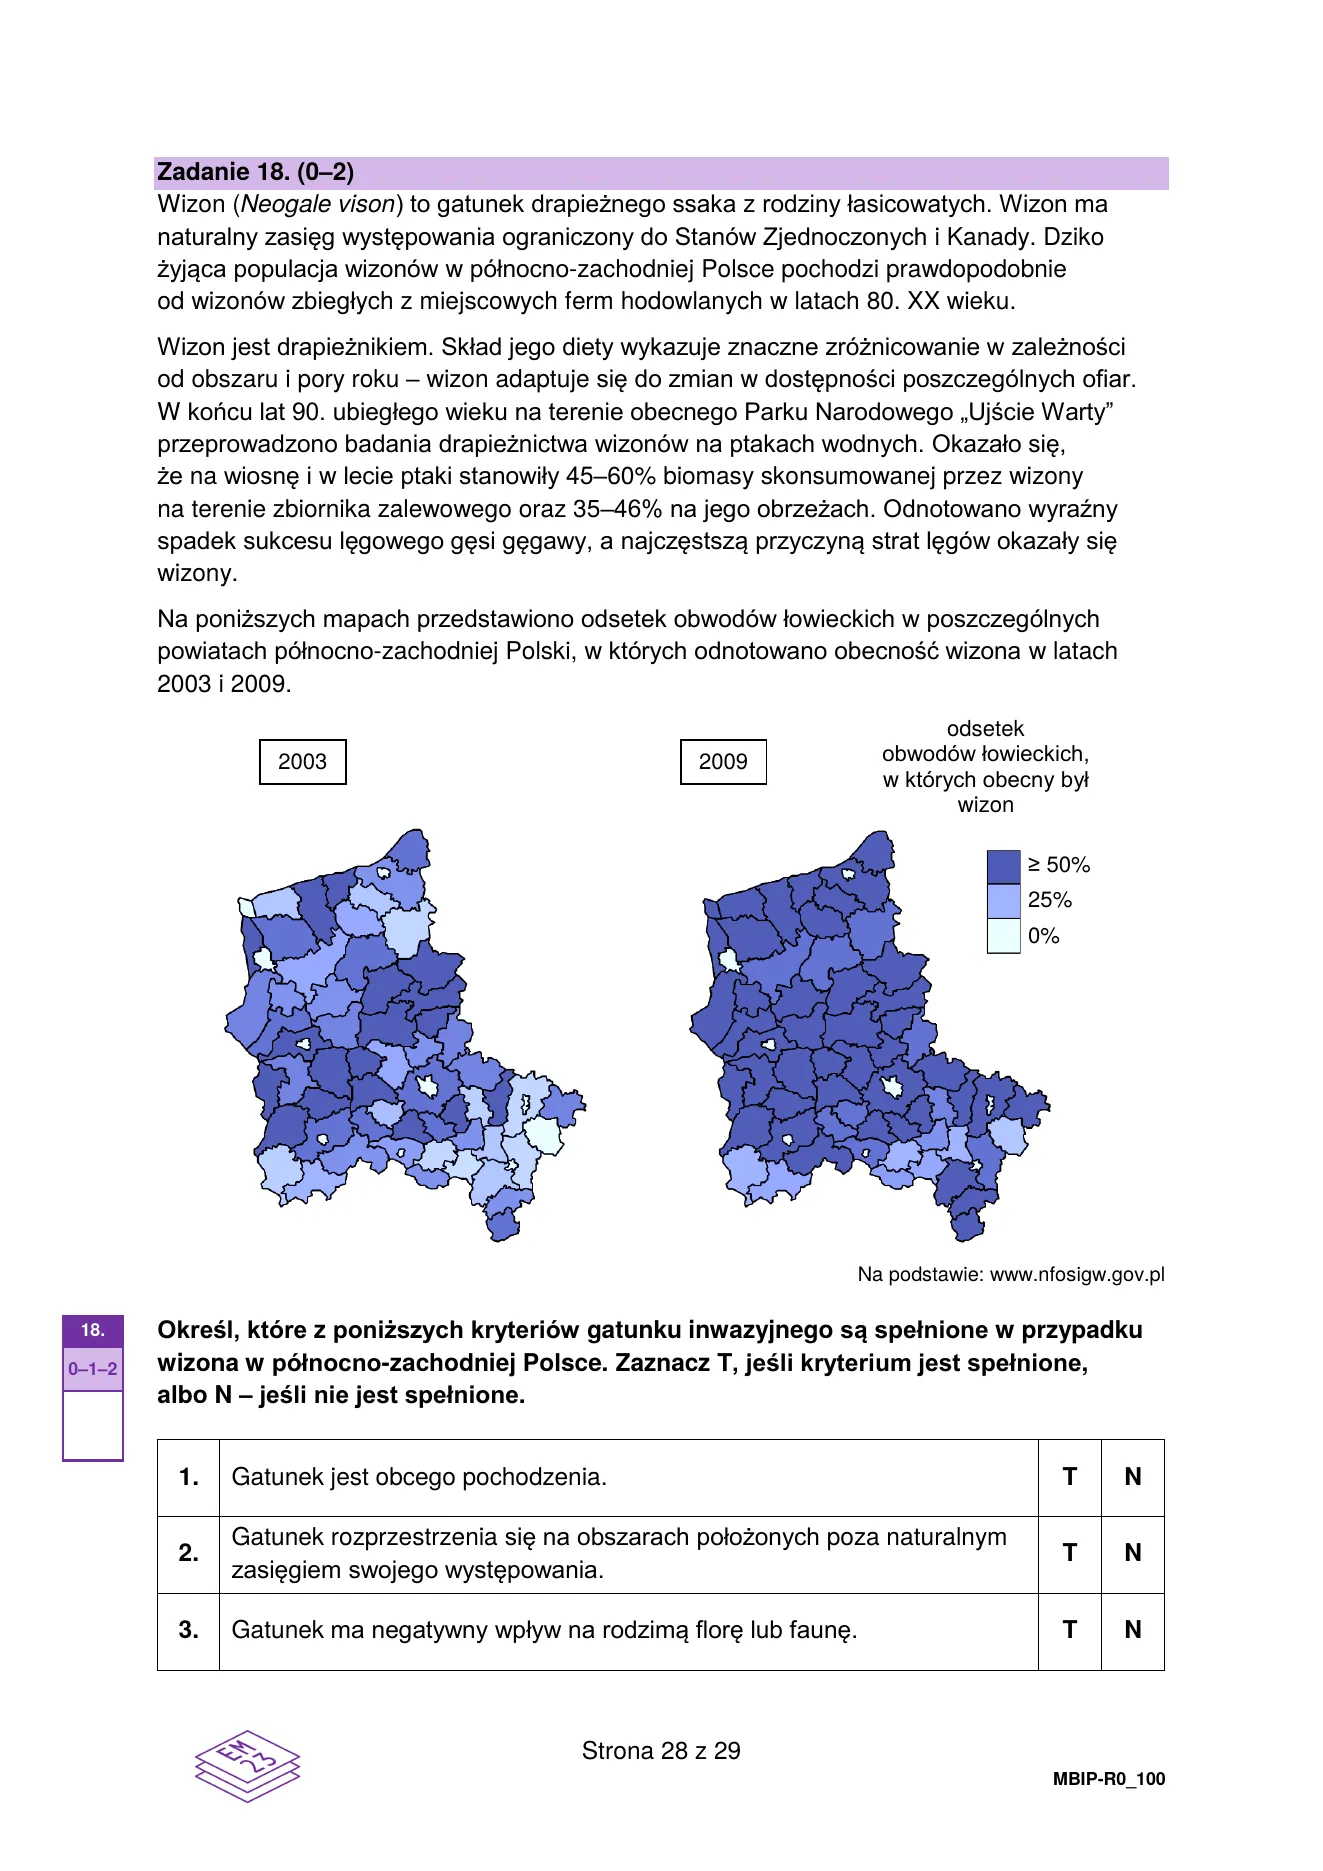 Zadanie 18. (0–2)
Wizon (Neogale vison) to gatunek drapieżnego ssaka z rodziny łasicowatych. Wizon ma
naturalny zasięg występowania ograniczony do Stanów Zjednoczonych i Kanady. Dziko
żyjąca populacja wizonów w północno-zachodniej Polsce pochodzi prawdopodobnie
od wizonów zbiegłych z miejscowych ferm hodowlanych w latach 80. XX wieku.
Wizon jest drapieżnikiem. Skład jego diety wykazuje znaczne zróżnicowanie w zależności
od obszaru i pory roku – wizon adaptuje się do zmian w dostępności poszczególnych ofiar.
W końcu lat 90. ubiegłego wieku na terenie obecnego Parku Narodowego „Ujście Warty”
przeprowadzono badania drapieżnictwa wizonów na ptakach wodnych. Okazało się,
że na wiosnę i w lecie ptaki stanowiły 45–60% biomasy skonsumowanej przez wizony
na terenie zbiornika zalewowego oraz 35–46% na jego obrzeżach. Odnotowano wyraźny
spadek sukcesu lęgowego gęsi gęgawy, a najczęstszą przyczyną strat lęgów okazały się
wizony.
Na poniższych mapach przedstawiono odsetek obwodów łowieckich w poszczególnych
powiatach północno-zachodniej Polski, w których odnotowano obecność wizona w latach
2003 i 2009.
2003
2009
odsetek
obwodów łowieckich,
w których obecny był
wizon
≥ 50%
25%
0%
Na podstawie: www.nfosigw.gov.pl
18.
0–1–2
Określ, które z poniższych kryteriów gatunku inwazyjnego są spełnione w przypadku
wizona w północno-zachodniej Polsce. Zaznacz T, jeśli kryterium jest spełnione,
albo N – jeśli nie jest spełnione.
1. Gatunek jest obcego pochodzenia. T N
2. Gatunek rozprzestrzenia się na obszarach położonych poza naturalnym
zasięgiem swojego występowania. T N
3. Gatunek ma negatywny wpływ na rodzimą florę lub faunę. T N
EM
23
Strona 28 z 29
MBIP-R0_100